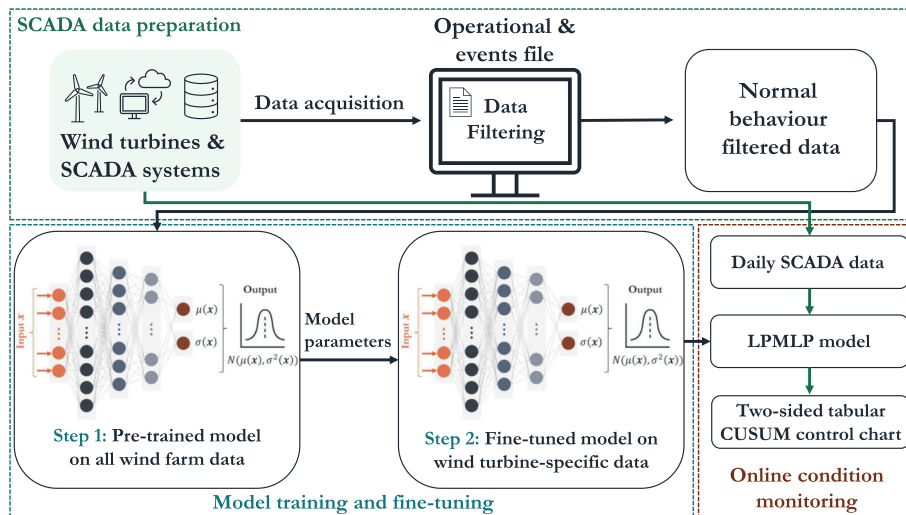 SCADA data preparation
Wind turbines &
SCADA systems
Data acquisition
Operational &
events file
Data
Filtering
Normal
behaviour
filtered data
Input x
μ(x)
σ(x)
Output
N(μ(x), σ²(x))
Step 1: Pre-trained model
on all wind farm data
Model
parameters
Input x
μ(x)
σ(x)
Output
N(μ(x), σ²(x))
Step 2: Fine-tuned model on
wind turbine-specific data
Model training and fine-tuning
Daily SCADA data
LPMLP model
Two-sided tabular
CUSUM control chart
Online condition
monitoring